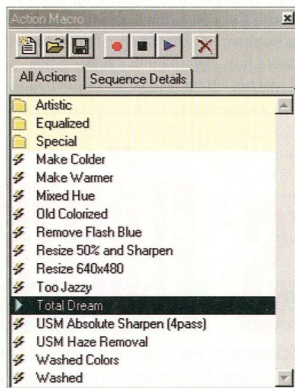 Action Macro
All Actions
Sequence Details
Artistic
Equalized
Special
Make Colder
Make Warmer
Mixed Hue
Old Colorized
Remove Flash Blue
Resize 50% and Sharpen
Resize 640x480
Too Jazzy
Total Dream
USM Absolute Sharpen (4pass)
USM Haze Removal
Washed Colors
Washed